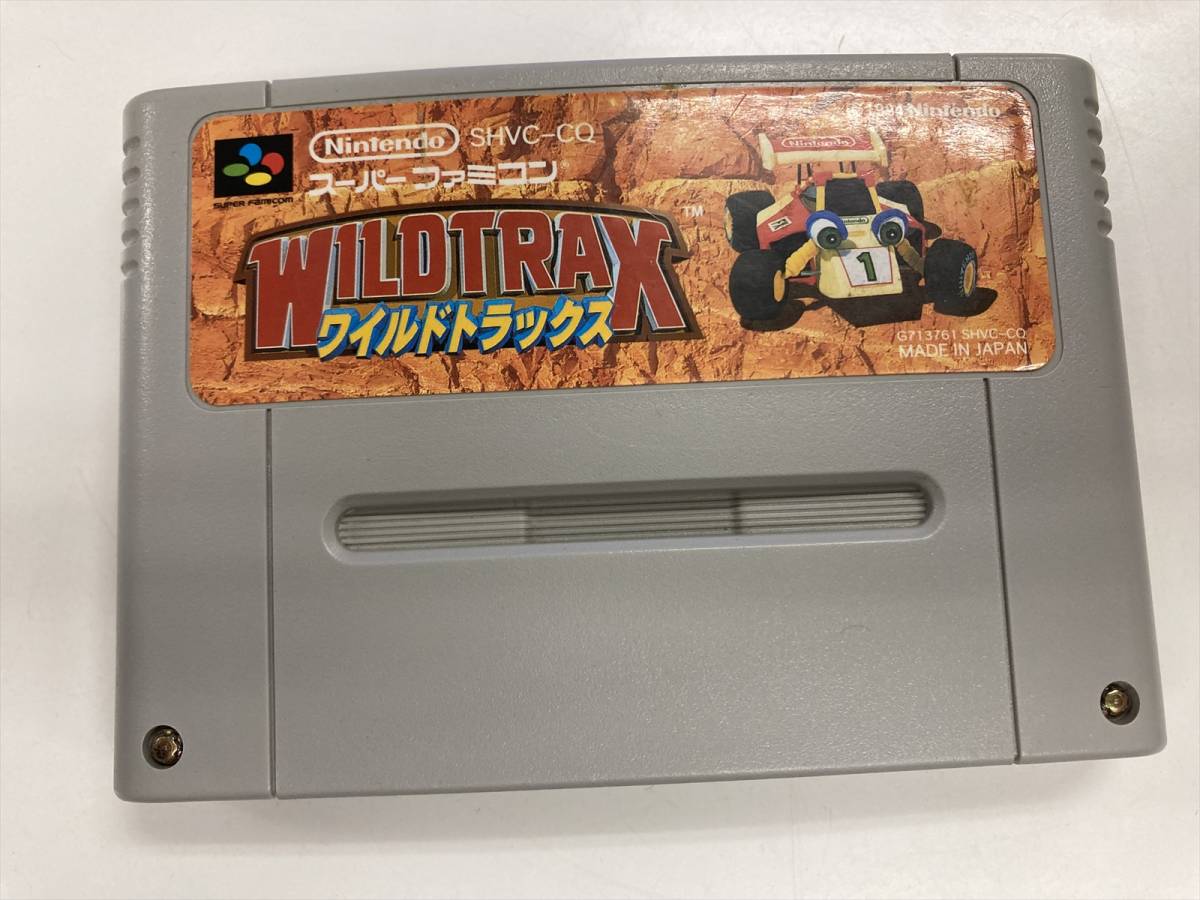 SUPER FAMICOM
Nintendo SHVC-CQ
スーパーファミコン
WILDTRAX TM
ワイルドトラックス
© 1994 Nintendo
Nintendo
Nintendo
1
G713761 SHVC-CQ
MADE IN JAPAN